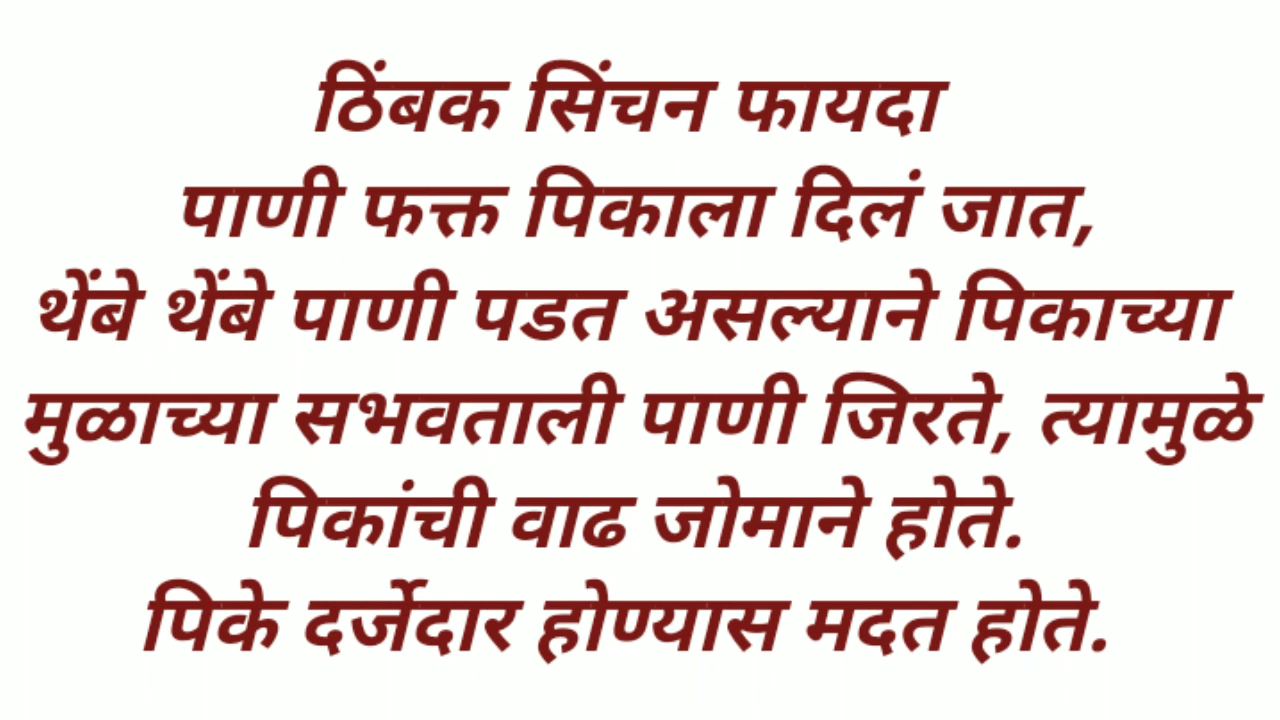 ठिंबक सिंचन फायदा
पाणी फक्त पिकाला दिलं जात,
थेंबे थेंबे पाणी पडत असल्याने पिकाच्या
मुळाच्या सभवताली पाणी जिरते, त्यामुळे
पिकांची वाढ जोमाने होते.
पिके दर्जेदार होण्यास मदत होते.